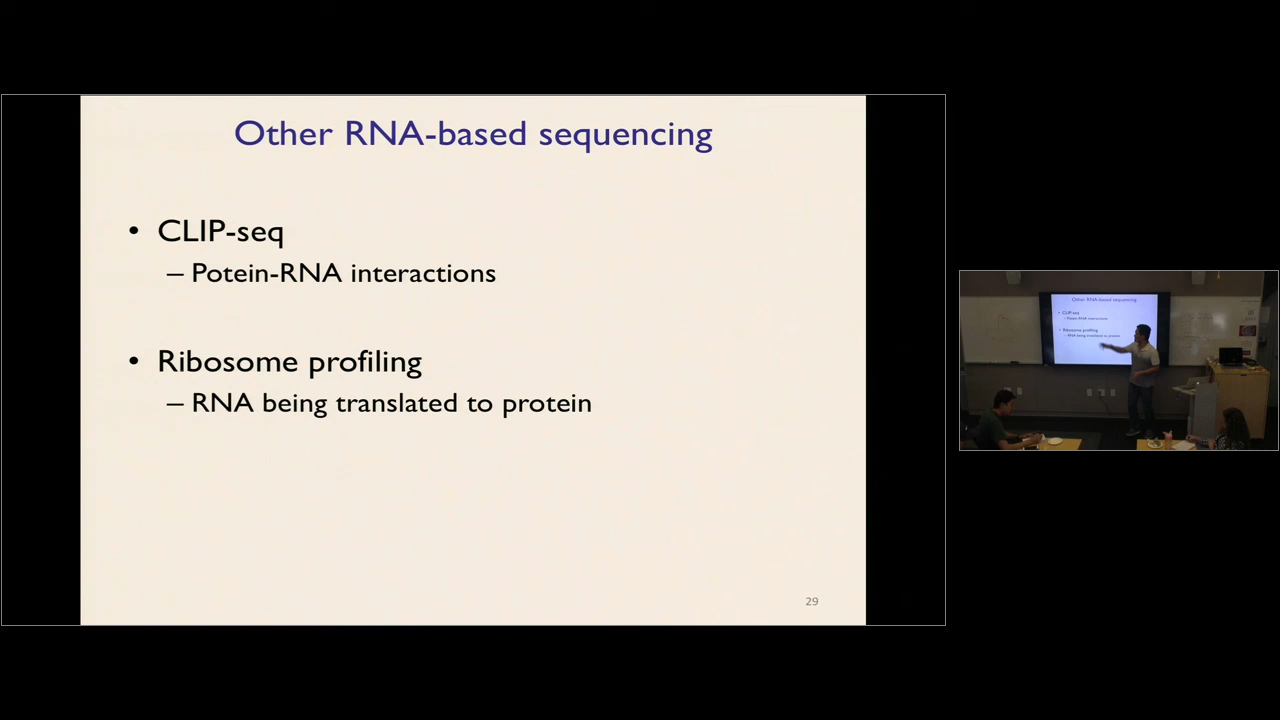 Other RNA-based sequencing
• CLIP-seq
– Potein-RNA interactions
• Ribosome profiling
– RNA being translated to protein
29